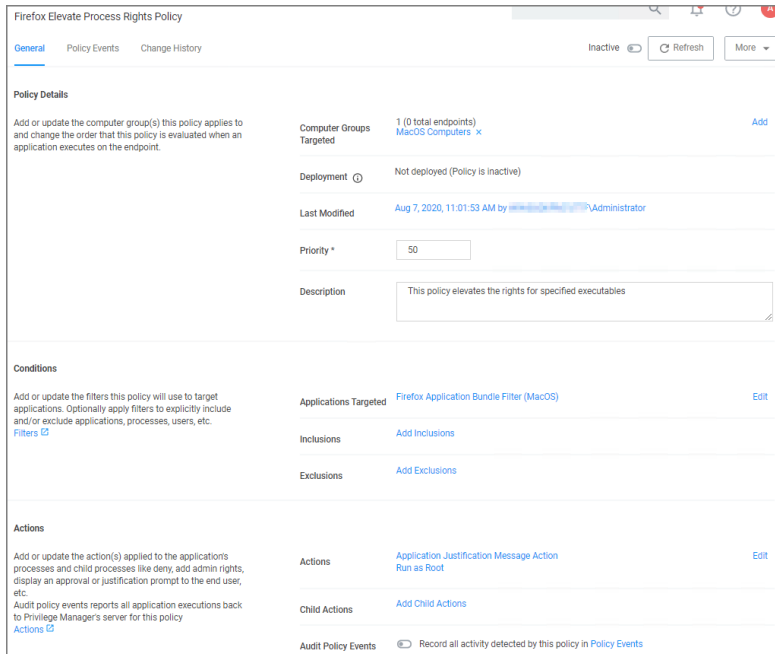 Firefox Elevate Process Rights Policy
General Policy Events Change History Inactive Refresh More
Policy Details
Add or update the computer group(s) this policy applies to
and change the order that this policy is evaluated when an
application executes on the endpoint.
Computer Groups
Targeted
1 (0 total endpoints)
MacOS Computers ×
Add
Deployment Not deployed (Policy is inactive)
Last Modified Aug 7, 2020, 11:01:53 AM by \Administrator
Priority * 50
Description This policy elevates the rights for specified executables
Conditions
Add or update the filters this policy will use to target
applications. Optionally apply filters to explicitly include
and/or exclude applications, processes, users, etc.
Filters
Applications Targeted Firefox Application Bundle Filter (MacOS) Edit
Inclusions Add Inclusions
Exclusions Add Exclusions
Actions
Add or update the action(s) applied to the application's
processes and child processes like deny, add admin rights,
display an approval or justification prompt to the end user,
etc.
Audit policy events reports all application executions back
to Privilege Manager's server for this policy
Actions
Actions Application Justification Message Action Edit
Run as Root
Child Actions Add Child Actions
Audit Policy Events Record all activity detected by this policy in Policy Events